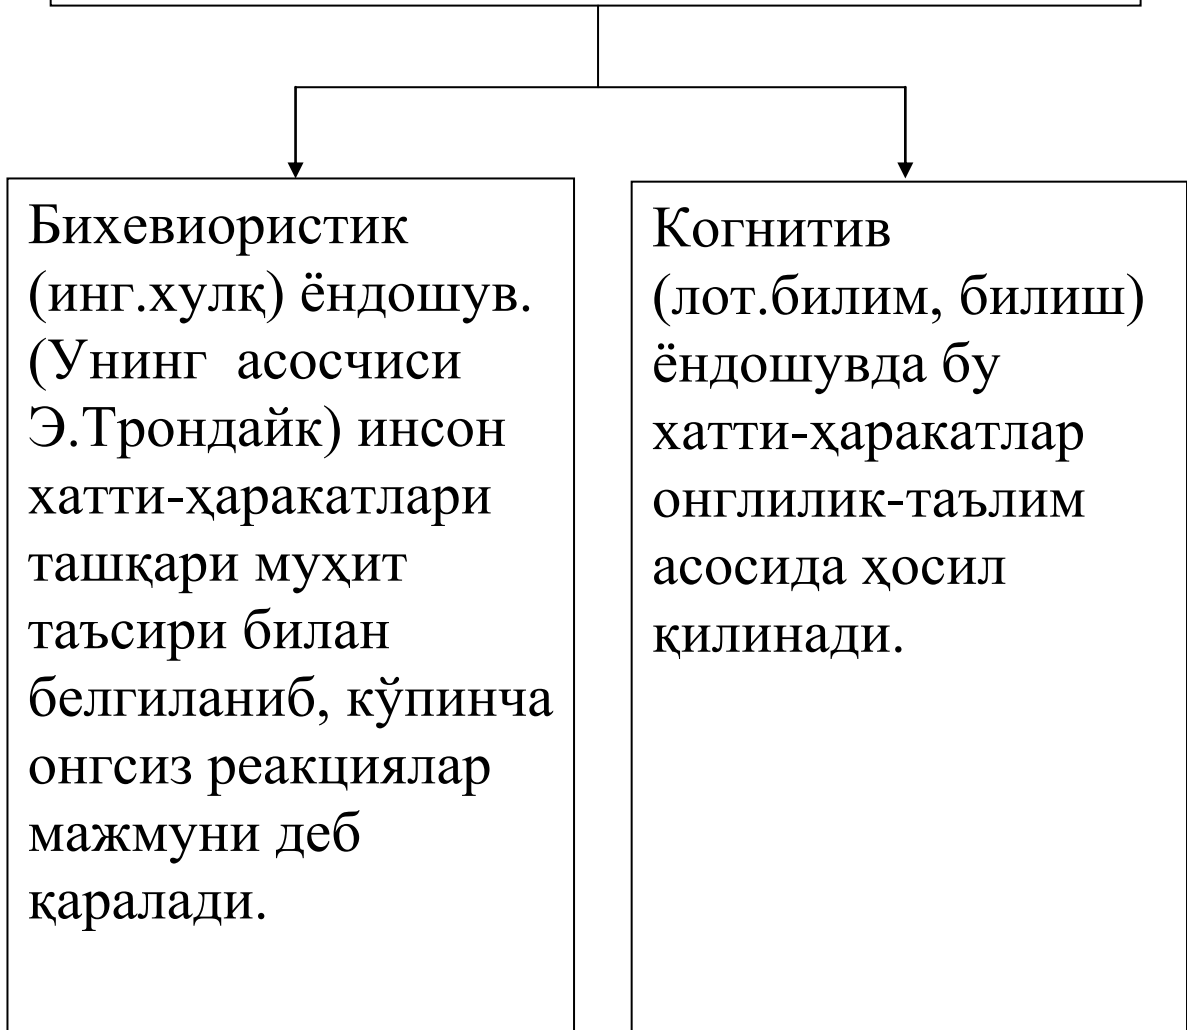 Бихевиористик
(инг.хулқ) ёндошув.
(Унинг асосчиси
Э.Трондайк) инсон
хатти-ҳаракатлари
ташқари муҳит
таъсири билан
белгиланиб, кўпинча
онгсиз реакциялар
мажмуни деб
қаралади.
Когнитив
(лот.билим, билиш)
ёндошувда бу
хатти-ҳаракатлар
онглилик-таълим
асосида ҳосил
қилинади.